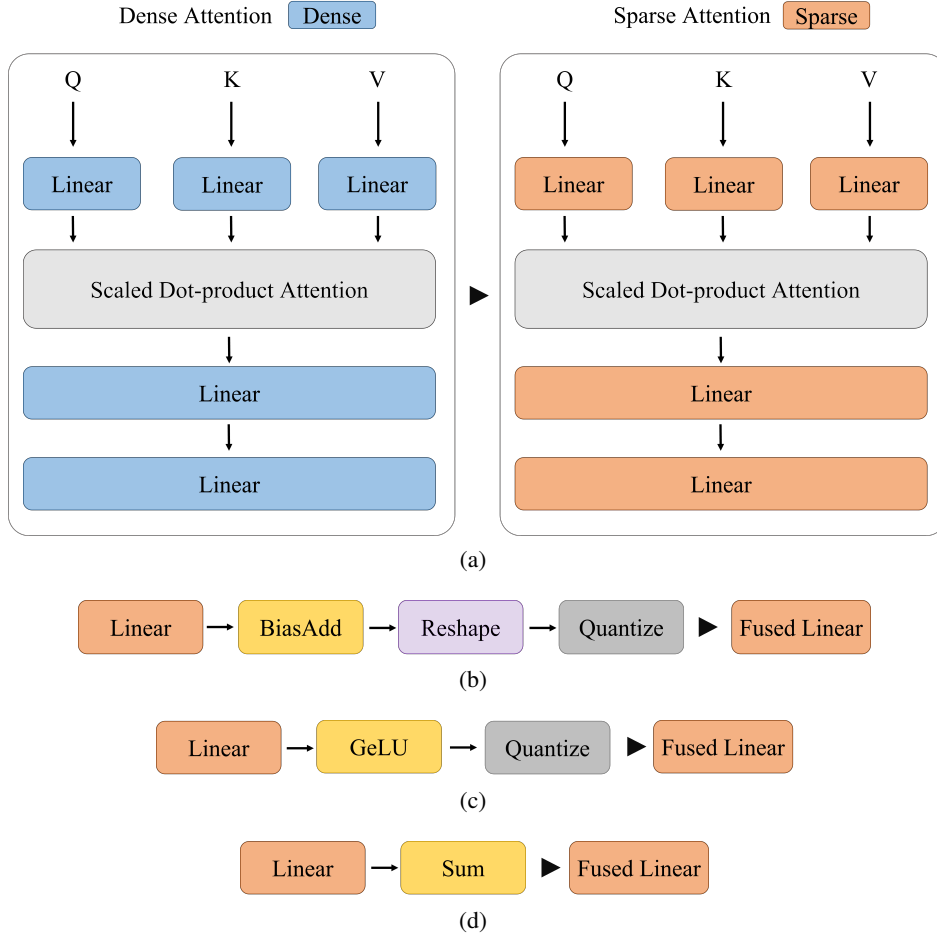 Dense Attention Dense
Sparse Attention Sparse
Q K V
Linear Linear Linear
Scaled Dot-product Attention
Linear
Linear
Q K V
Linear Linear Linear
Scaled Dot-product Attention
Linear
Linear
(a)
Linear BiasAdd Reshape Quantize Fused Linear
(b)
Linear GeLU Quantize Fused Linear
(c)
Linear Sum Fused Linear
(d)